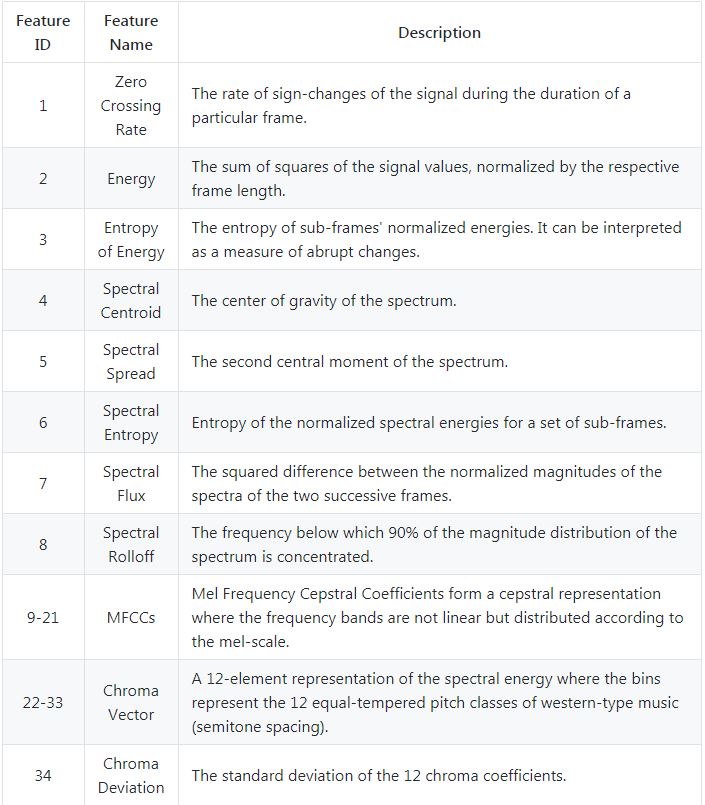 Feature ID
Feature Name
Description
1
Zero Crossing Rate
The rate of sign-changes of the signal during the duration of a
particular frame.
2
Energy
The sum of squares of the signal values, normalized by the respective
frame length.
3
Entropy of Energy
The entropy of sub-frames' normalized energies. It can be interpreted
as a measure of abrupt changes.
4
Spectral Centroid
The center of gravity of the spectrum.
5
Spectral Spread
The second central moment of the spectrum.
6
Spectral Entropy
Entropy of the normalized spectral energies for a set of sub-frames.
7
Spectral Flux
The squared difference between the normalized magnitudes of the
spectra of the two successive frames.
8
Spectral Rolloff
The frequency below which 90% of the magnitude distribution of the
spectrum is concentrated.
9-21
MFCCs
Mel Frequency Cepstral Coefficients form a cepstral representation
where the frequency bands are not linear but distributed according to
the mel-scale.
22-33
Chroma Vector
A 12-element representation of the spectral energy where the bins
represent the 12 equal-tempered pitch classes of western-type music
(semitone spacing).
34
Chroma Deviation
The standard deviation of the 12 chroma coefficients.